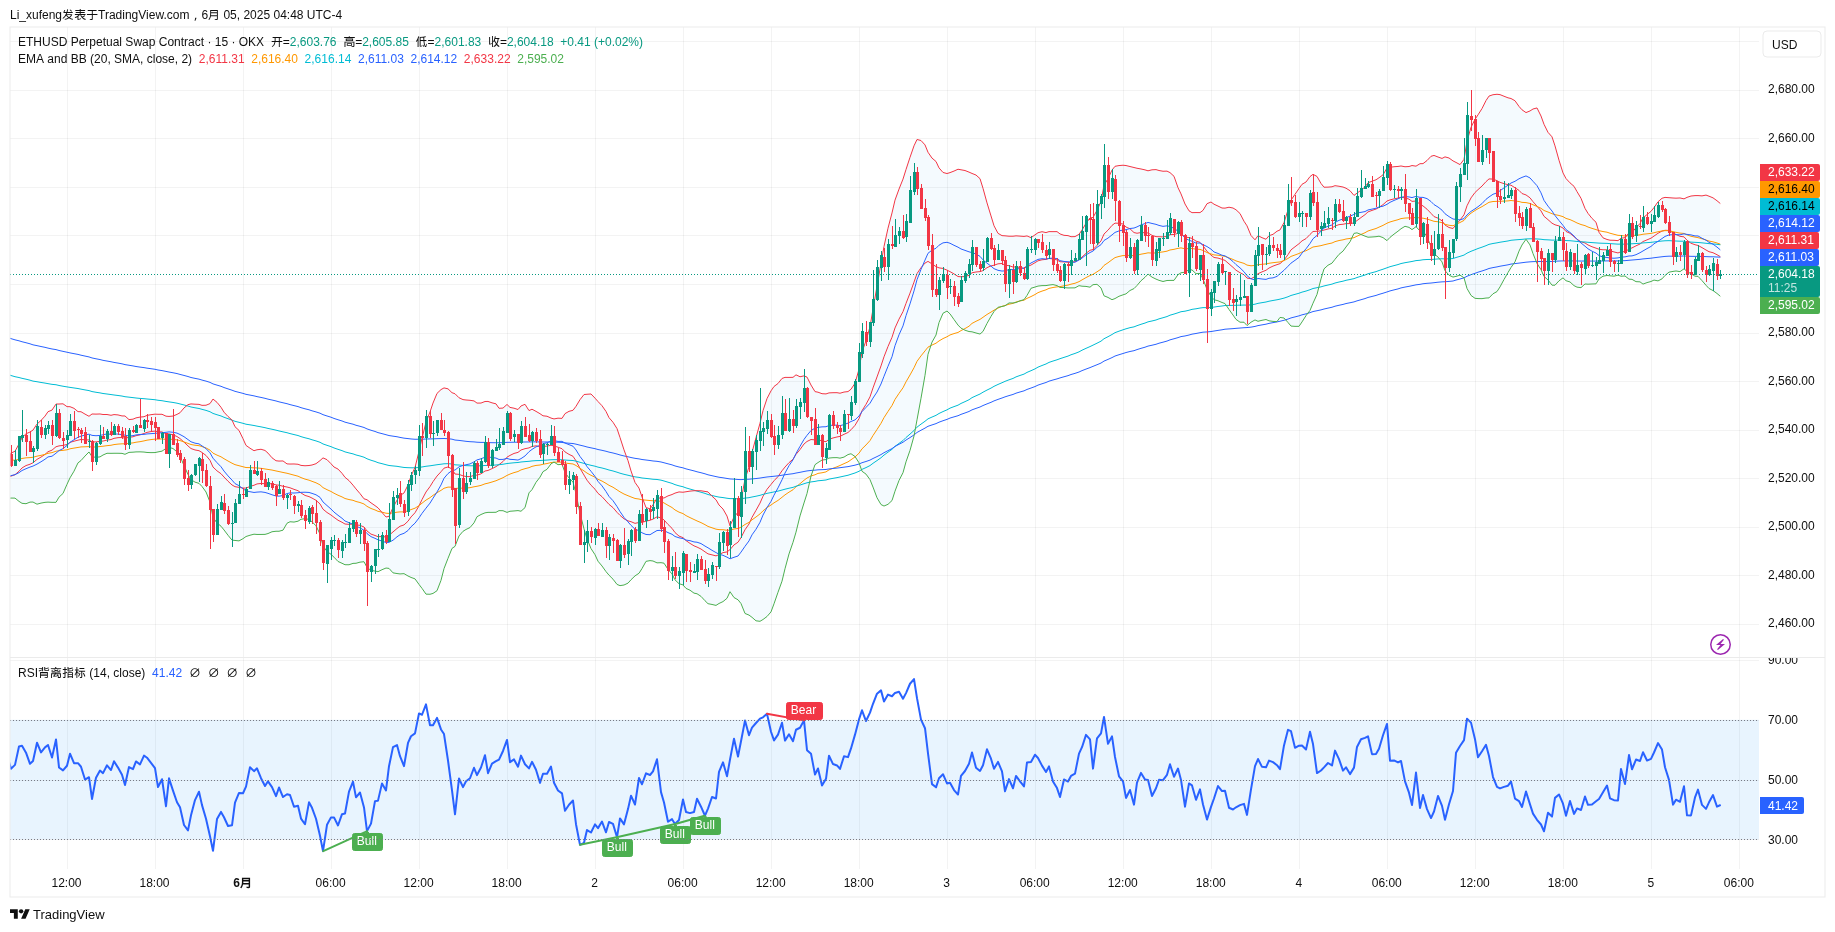 Li_xufeng发表于TradingView.com，6月 05, 2025 04:48 UTC-4
ETHUSD Perpetual Swap Contract · 15 · OKX 开=2,603.76 高=2,605.85 低=2,601.83 收=2,604.18 +0.41 (+0.02%)
EMA and BB (20, SMA, close, 2) 2,611.31 2,616.40 2,616.14 2,611.03 2,614.12 2,633.22 2,595.02
USD
2,680.00
2,660.00
2,633.22
2,616.40
2,616.14
2,614.12
2,611.31
2,611.03
2,604.18
11:25
2,595.02
2,580.00
2,560.00
2,540.00
2,520.00
2,500.00
2,480.00
2,460.00
RSI背离指标 (14, close) 41.42 ∅ ∅ ∅ ∅
90.00
Bear
70.00
50.00
41.42
Bull
Bull
Bull
Bull
30.00
12:00 18:00 6月 06:00 12:00 18:00 2 06:00 12:00 18:00 3 06:00 12:00 18:00 4 06:00 12:00 18:00 5 06:00
TradingView